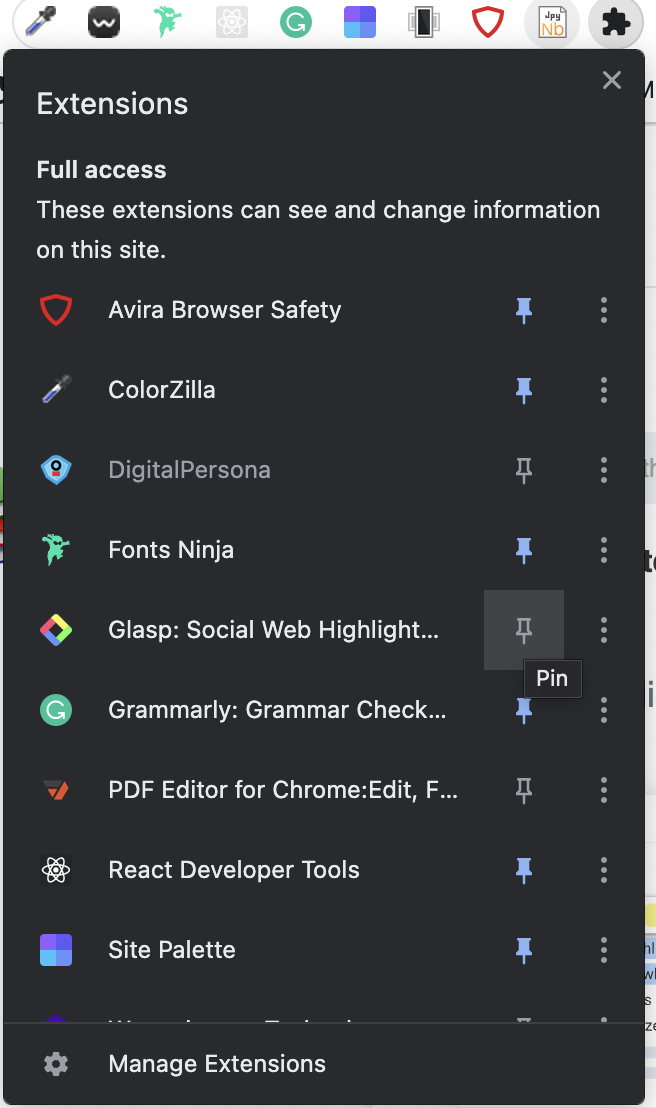 Jpy
Nb
Extensions
Full access
These extensions can see and change information
on this site.
Avira Browser Safety
ColorZilla
DigitalPersona
Fonts Ninja
Glasp: Social Web Highlight...
Pin
Grammarly: Grammar Check...
PDF Editor for Chrome:Edit, F...
React Developer Tools
Site Palette
Manage Extensions